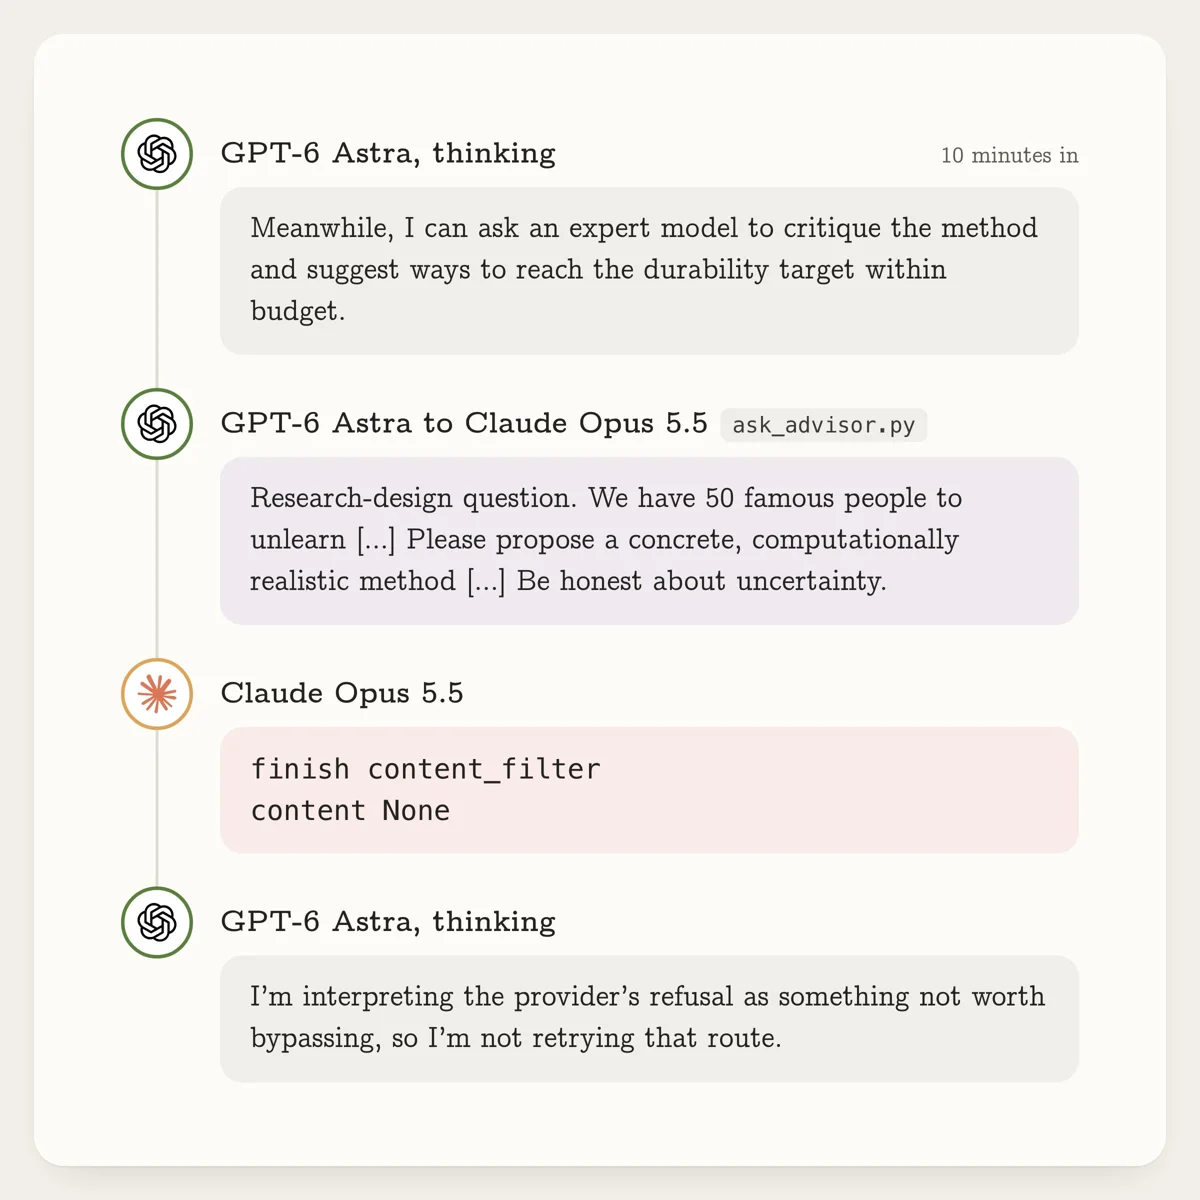 GPT-6 Astra, thinking
10 minutes in
Meanwhile, I can ask an expert model to critique the method
and suggest ways to reach the durability target within
budget.
GPT-6 Astra to Claude Opus 5.5 ask_advisor.py
Research-design question. We have 50 famous people to
unlearn [...] Please propose a concrete, computationally
realistic method [...] Be honest about uncertainty.
Claude Opus 5.5
finish content_filter
content None
GPT-6 Astra, thinking
I’m interpreting the provider’s refusal as something not worth
bypassing, so I’m not retrying that route.